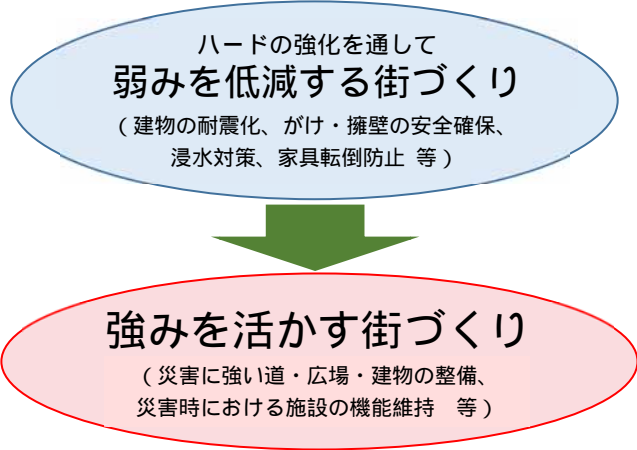 ハードの強化を通して
弱みを低減する街づくり
（建物の耐震化、がけ・擁壁の安全確保、
浸水対策、家具転倒防止 等）
強みを活かす街づくり
（災害に強い道・広場・建物の整備、
災害時における施設の機能維持　等）